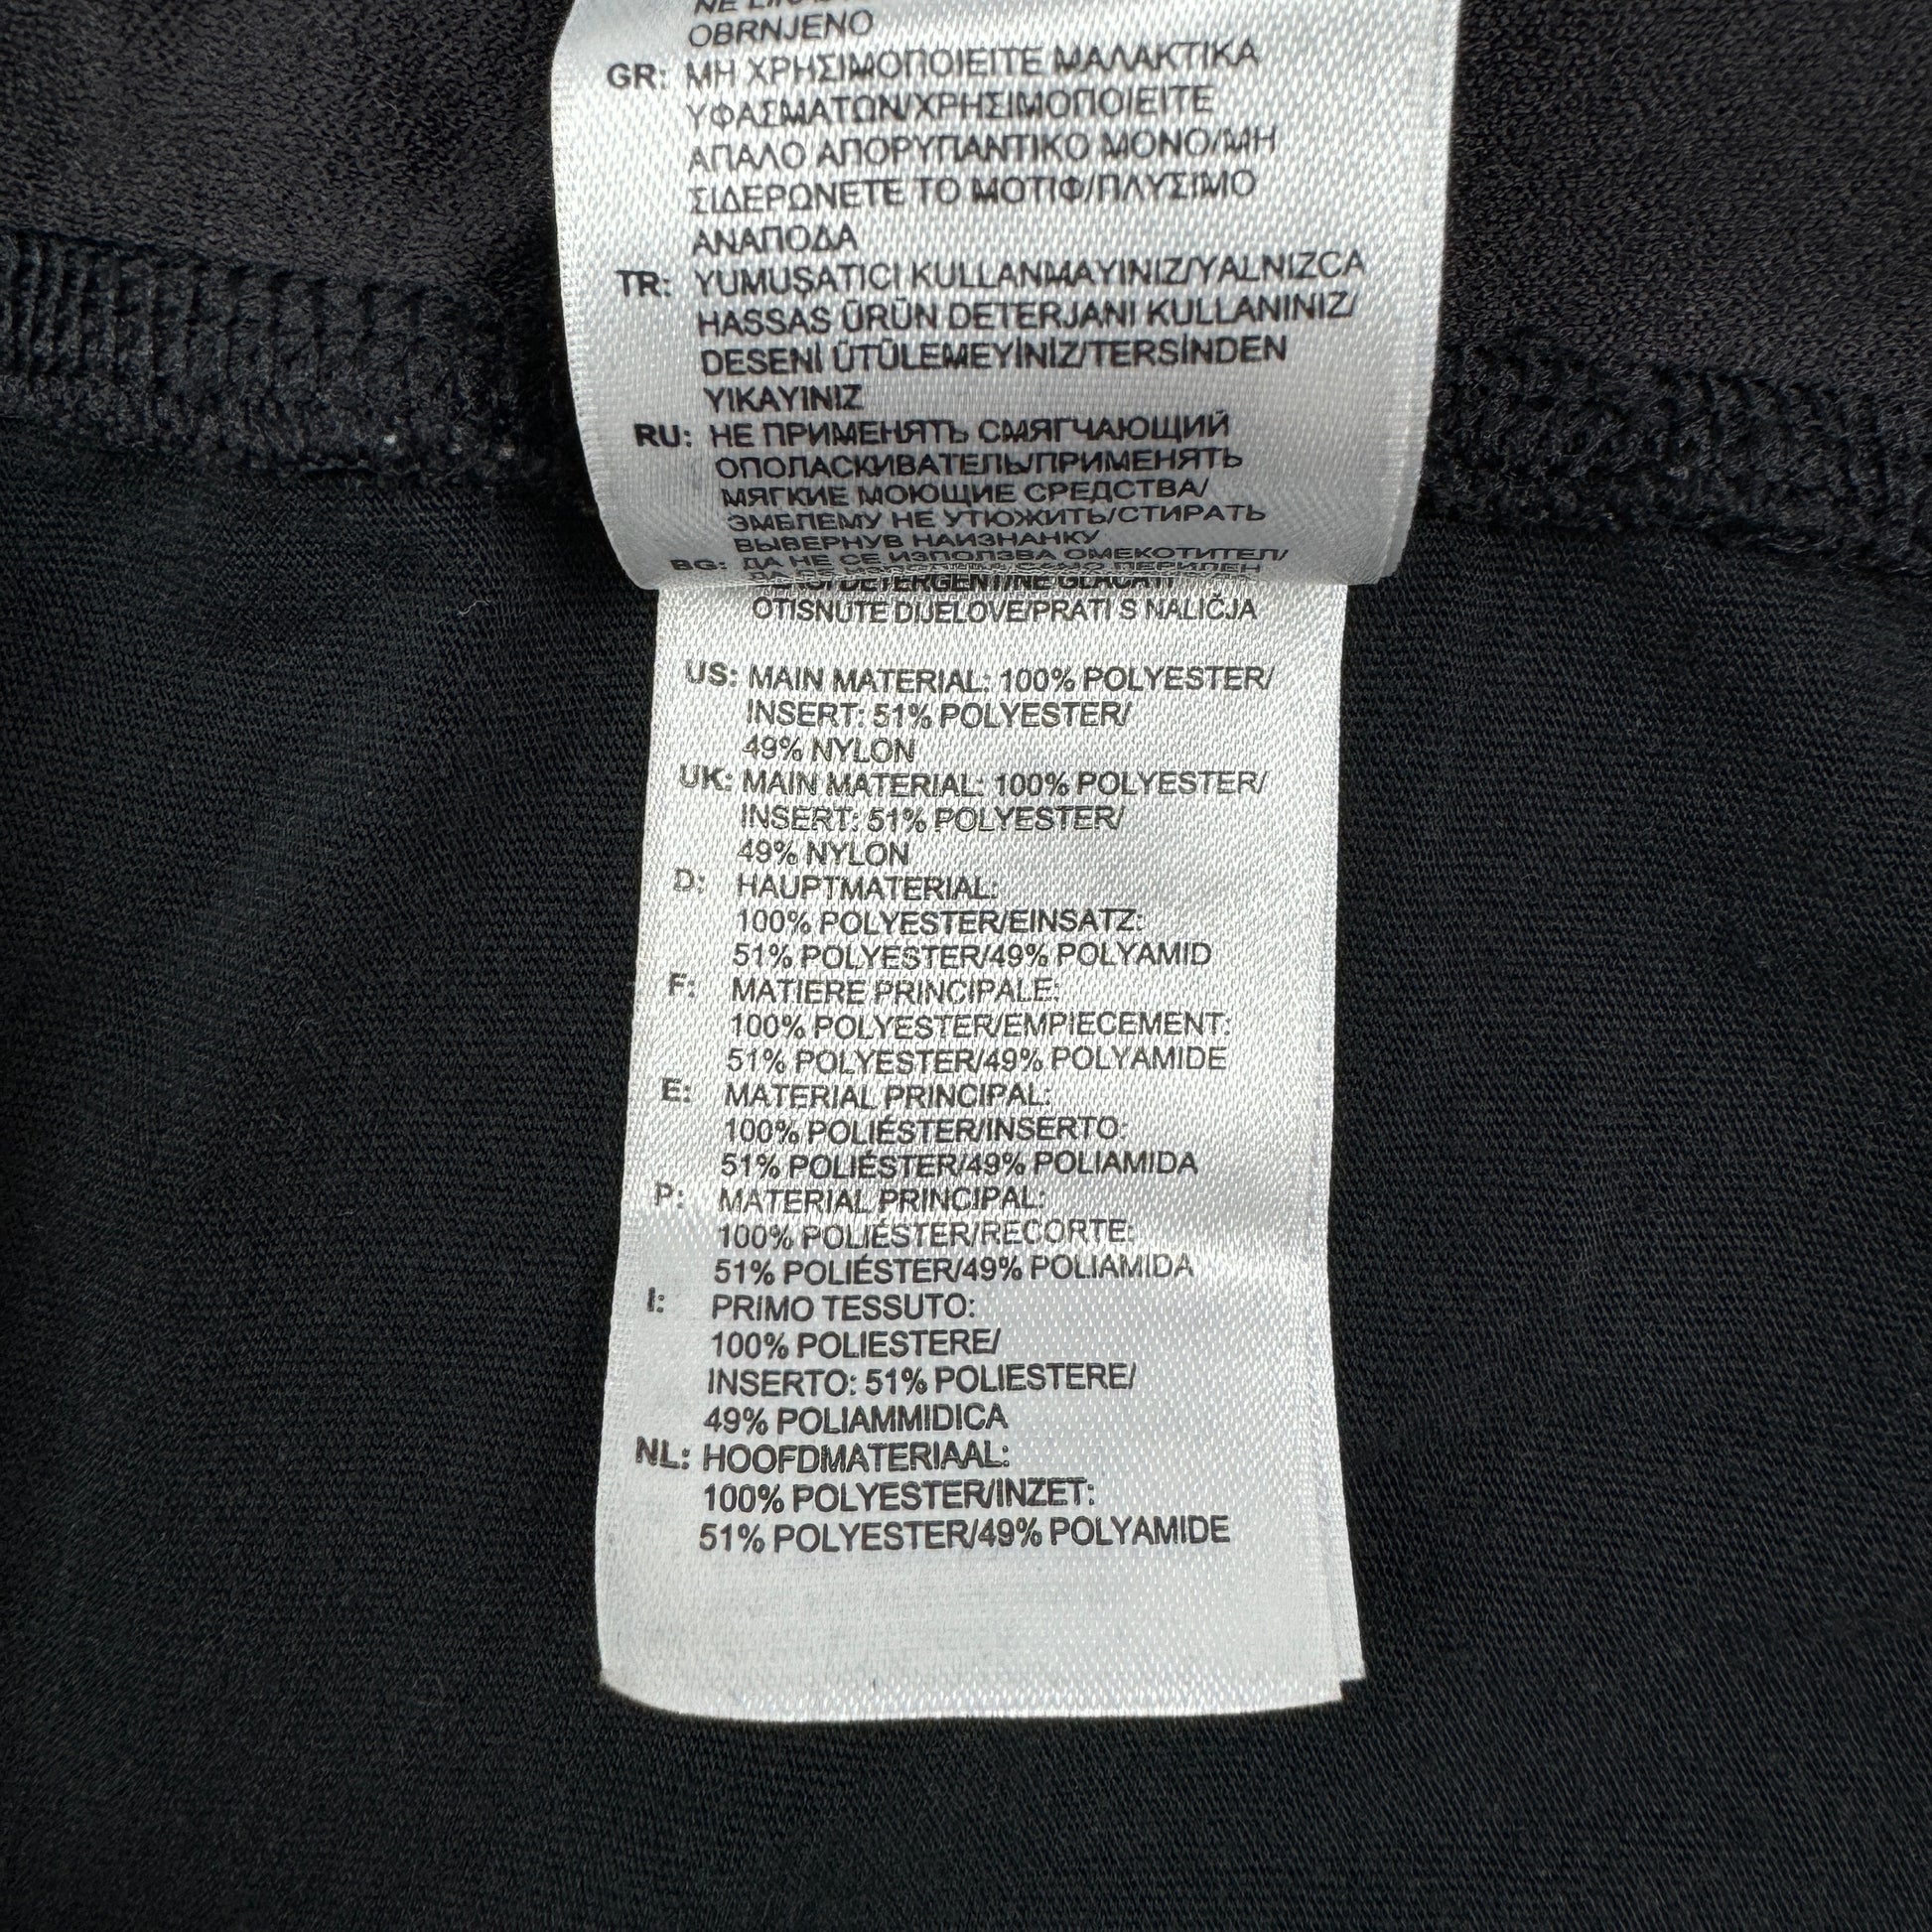 OBRNJENO
GR: ΜΗ ΧΡΗΣΙΜΟΠΟΙΕΙΤΕ ΜΑΛΑΚΤΙΚΑ
ΥΦΑΣΜΑΤΩΝ/ΧΡΗΣΙΜΟΠΟΙΕΙΤΕ
ΑΠΑΛΟ ΑΠΟΡΥΠΑΝΤΙΚΟ ΜΟΝΟ/ΜΗ
ΣΙΔΕΡΩΝΕΤΕ ΤΟ ΜΟΤΙΦ/ΠΛΥΣΙΜΟ
ΑΝΑΠΟΔΑ
TR: YUMUŞATICI KULLANMAYINIZ/YALNIZCA
HASSAS ÜRÜN DETERJANI KULLANINIZ/
DESENİ ÜTÜLEMEYİNİZ/TERSİNDEN
YIKAYINIZ
RU: НЕ ПРИМЕНЯТЬ СМЯГЧАЮЩИЙ
ОПОЛАСКИВАТЕЛЬ/ПРИМЕНЯТЬ
МЯГКИЕ МОЮЩИЕ СРЕДСТВА/
ЭМБЛЕМУ НЕ УТЮЖИТЬ/СТИРАТЬ
ВЫВЕРНУВ НАИЗНАНКУ
BG: ДА НЕ СЕ ИЗПОЛЗВА ОМЕКОТИТЕЛ/
OTISNUTE DIJELOVE/PRATI S NALIČJA
US: MAIN MATERIAL: 100% POLYESTER/
INSERT: 51% POLYESTER/
49% NYLON
UK: MAIN MATERIAL: 100% POLYESTER/
INSERT: 51% POLYESTER/
49% NYLON
D: HAUPTMATERIAL:
100% POLYESTER/EINSATZ:
51% POLYESTER/49% POLYAMID
F: MATIERE PRINCIPALE:
100% POLYESTER/EMPIECEMENT:
51% POLYESTER/49% POLYAMIDE
E: MATERIAL PRINCIPAL:
100% POLIÉSTER/INSERTO:
51% POLIÉSTER/49% POLIAMIDA
P: MATERIAL PRINCIPAL:
100% POLIÉSTER/RECORTE:
51% POLIÉSTER/49% POLIAMIDA
I: PRIMO TESSUTO:
100% POLIESTERE/
INSERTO: 51% POLIESTERE/
49% POLIAMMIDICA
NL: HOOFDMATERIAAL:
100% POLYESTER/INZET:
51% POLYESTER/49% POLYAMIDE